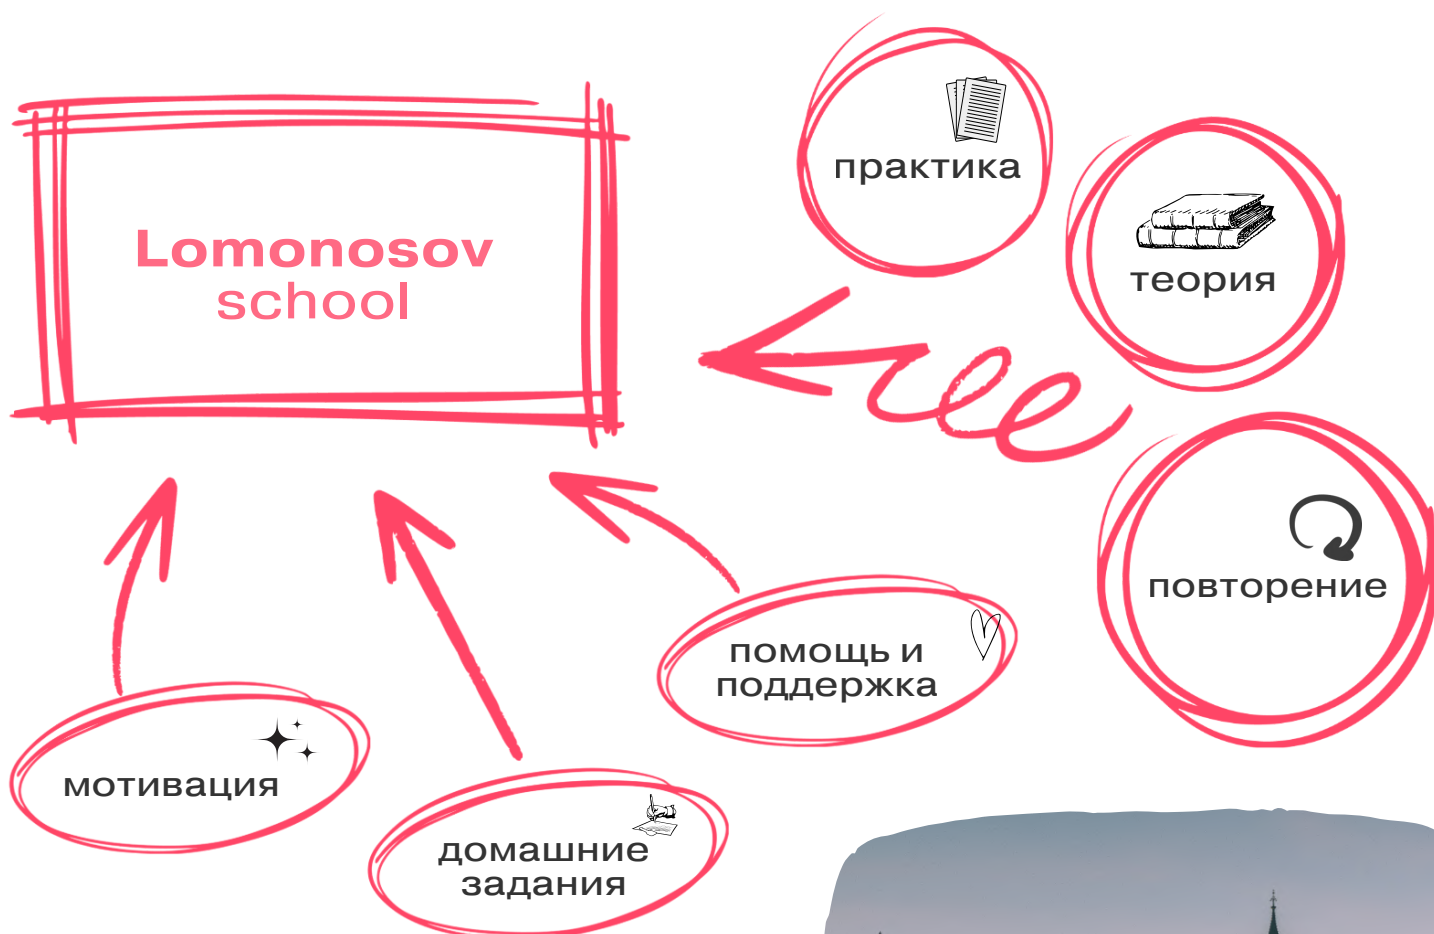 Lomonosov
school
практика
теория
повторение
помощь и
поддержка
мотивация
домашние
задания